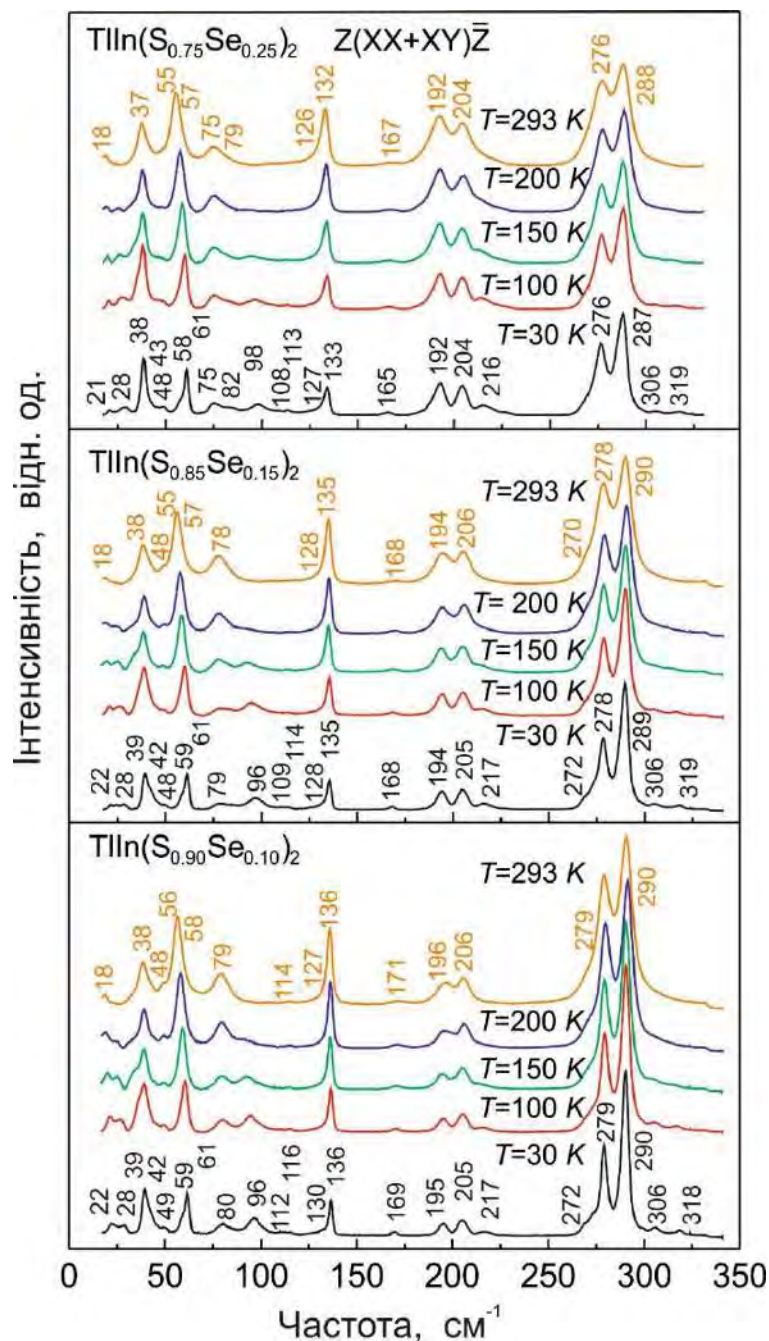 TlIn(S0.75Se0.25)2 Z(XX+XY)Z̄
18 37 55 57 75 79 126 132 167 192 204 276 288
T=293 K
T=200 K
T=150 K
T=100 K
T=30 K
21 28 38 43 48 58 61 75 82 98 108 113 127 133 165 192 204 216 276 287 306 319
TlIn(S0.85Se0.15)2
18 38 48 55 57 78 128 135 168 194 206 270 278 290
T=293 K
T= 200 K
T=150 K
T=100 K
T=30 K
22 28 39 42 48 59 61 79 96 109 114 128 135 168 194 205 217 272 278 289 306 319
TlIn(S0.90Se0.10)2
18 38 48 56 58 79 114 127 136 171 196 206 279 290
T=293 K
T=200 K
T=150 K
T=100 K
T=30 K
22 28 39 42 49 59 61 80 96 112 116 130 136 169 195 205 217 272 279 290 306 318
0 50 100 150 200 250 300 350
Частота, см-1
Інтенсивність, відн. од.